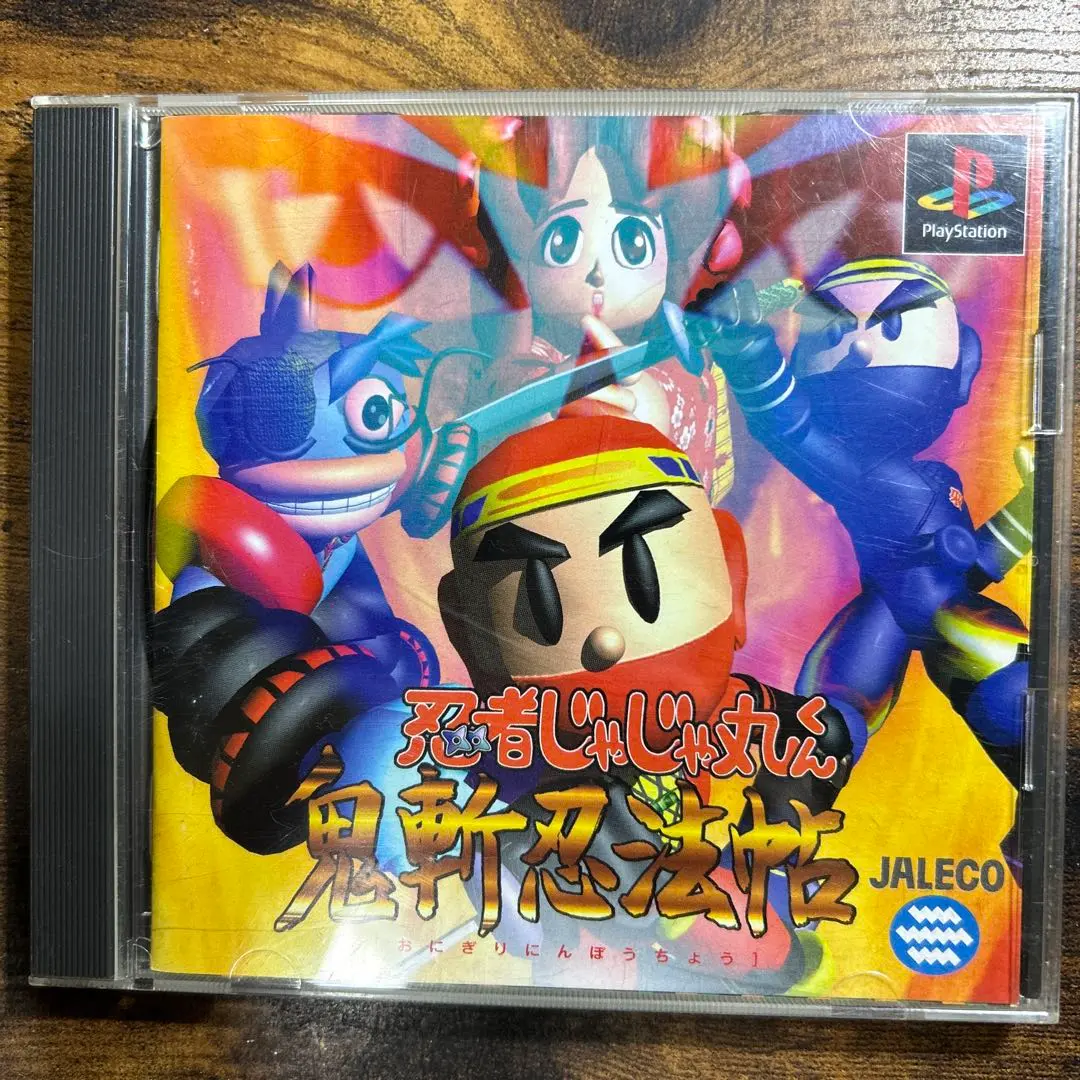 PlayStation
忍者じゃじゃ丸くん
鬼斬忍法帖
おにぎりにんぽうちょう]
JALECO